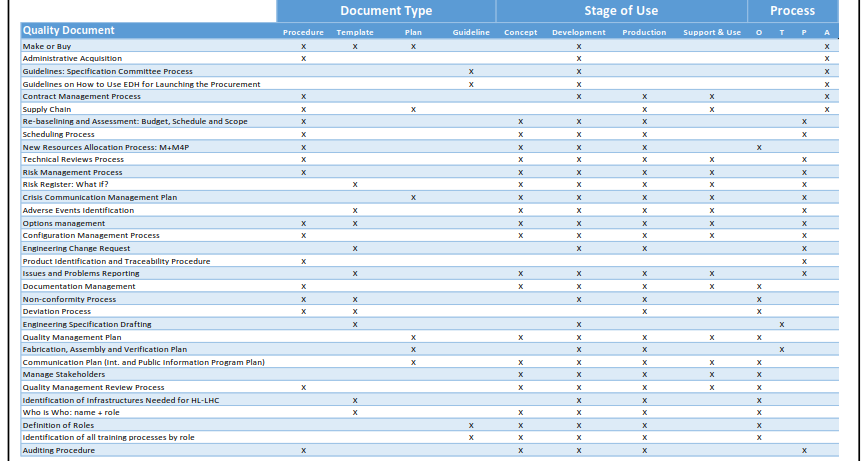 Document Type Stage of Use Process
Quality Document Procedure Template Plan Guideline Concept Development Production Support & Use O T P A
Make or Buy X X X X X
Administrative Acquisition X X X
Guidelines: Specification Committee Process X X X
Guidelines on How to Use EDH for Launching the Procurement X X X
Contract Management Process X X X X X
Supply Chain X X X X X
Re-baselining and Assessment: Budget, Schedule and Scope X X X X X
Scheduling Process X X X X X
New Resources Allocation Process: M+M4P X X X X X
Technical Reviews Process X X X X X X
Risk Management Process X X X X X X
Risk Register: What if? X X X X X X
Crisis Communication Management Plan X X X X X X
Adverse Events Identification X X X X X X
Options management X X X X X X X
Configuration Management Process X X X X X X
Engineering Change Request X X X X
Product Identification and Traceability Procedure X X
Issues and Problems Reporting X X X X X X
Documentation Management X X X X X X
Non-conformity Process X X X X X
Deviation Process X X X X
Engineering Specification Drafting X X X
Quality Management Plan X X X X X X
Fabrication, Assembly and Verification Plan X X X X
Communication Plan (Int. and Public Information Program Plan) X X X X X X
Manage Stakeholders X X X X X
Quality Management Review Process X X X X X X
Identification of Infrastructures Needed for HL-LHC X X X X
Who is Who: name + role X X X X X
Definition of Roles X X X X X
Identification of all training processes by role X X X X X
Auditing Procedure X X X X X